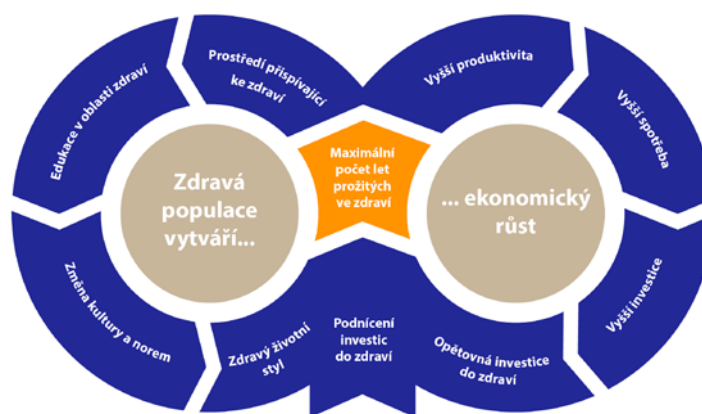 Prostředí přispívající
ke zdraví
Vyšší produktivita
Edukace v oblasti zdraví
Vyšší spotřeba
Maximální
počet let
prožitých
ve zdraví
Zdravá
populace
vytváří...
... ekonomický
růst
Změna kultury a norem
Zdravý životní
styl
Podnícení
investic
do zdraví
Opětovná investice
do zdraví
Vyšší investice